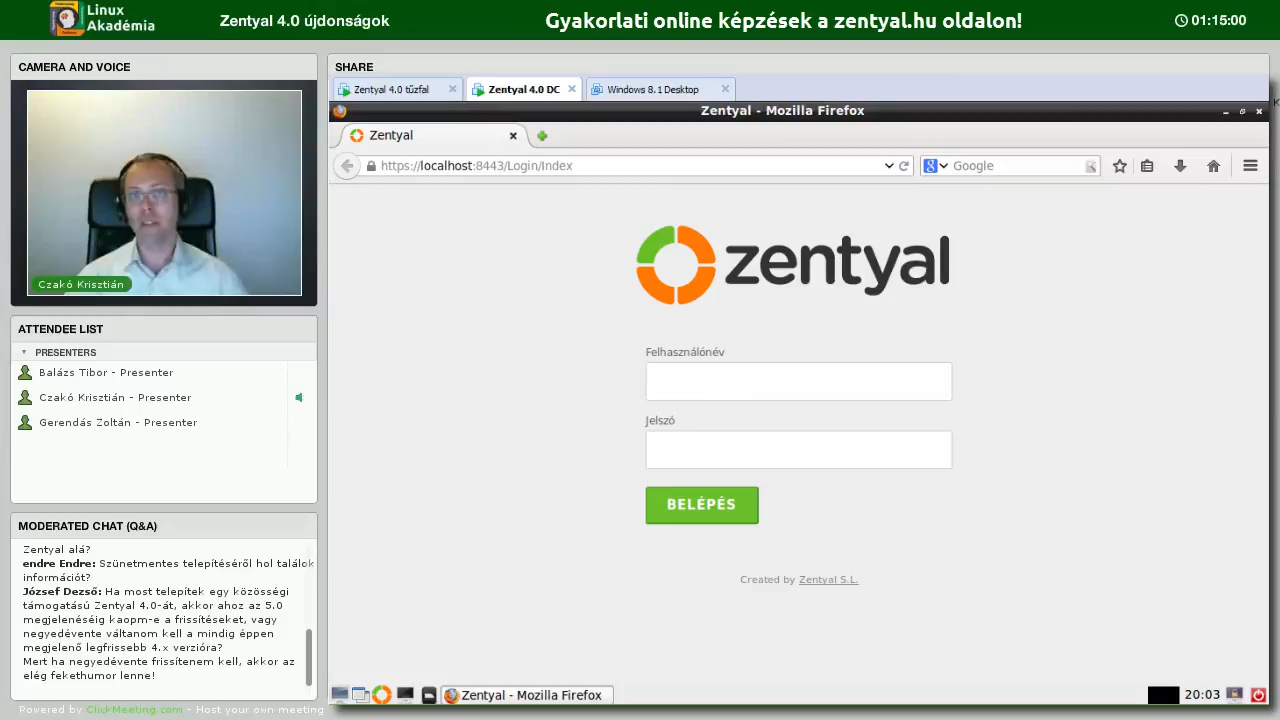 Linux
Akadémia
Zentyal 4.0 újdonságok
Gyakorlati online képzések a zentyal.hu oldalon!
01:15:00
CAMERA AND VOICE
Czakó Krisztián
ATTENDEE LIST
PRESENTERS
Balázs Tibor - Presenter
Czakó Krisztián - Presenter
Gerendás Zoltán - Presenter
MODERATED CHAT (Q&A)
Zentyal alá?
endre Endre: Szünetmentes telepítéséről hol találok
információt?
József Dezső: Ha most telepítek egy közösségi
támogatású Zentyal 4.0-át, akkor ahoz az 5.0
megjelenéséig kaopm-e a frissítéseket, vagy
negyedévente váltanom kell a mindig éppen
megjelenő legfrissebb 4.x verzióra?
Mert ha negyedévente frissítenem kell, akkor az
elég fekethumor lenne!
Powered by ClickMeeting.com - Host your own meeting
SHARE
Zentyal 4.0 tűzfal
Zentyal 4.0 DC
Windows 8.1 Desktop
Zentyal - Mozilla Firefox
Zentyal
https://localhost:8443/Login/Index
Google
zentyal
Felhasználónév
Jelszó
BELÉPÉS
Created by Zentyal S.L.
Zentyal - Mozilla Firefox
20:03